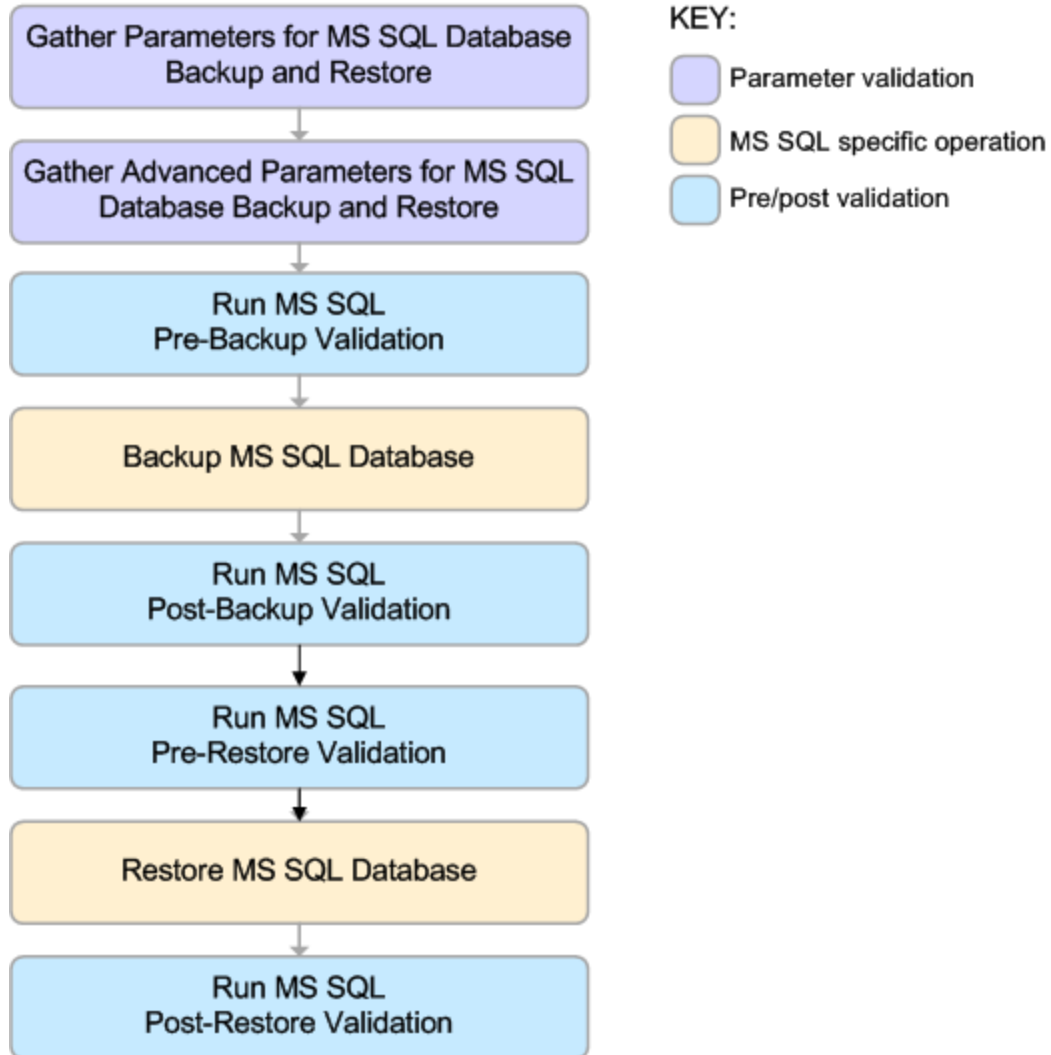 Gather Parameters for MS SQL Database
Backup and Restore
Gather Advanced Parameters for MS SQL
Database Backup and Restore
Run MS SQL
Pre-Backup Validation
Backup MS SQL Database
Run MS SQL
Post-Backup Validation
Run MS SQL
Pre-Restore Validation
Restore MS SQL Database
Run MS SQL
Post-Restore Validation
KEY:
Parameter validation
MS SQL specific operation
Pre/post validation